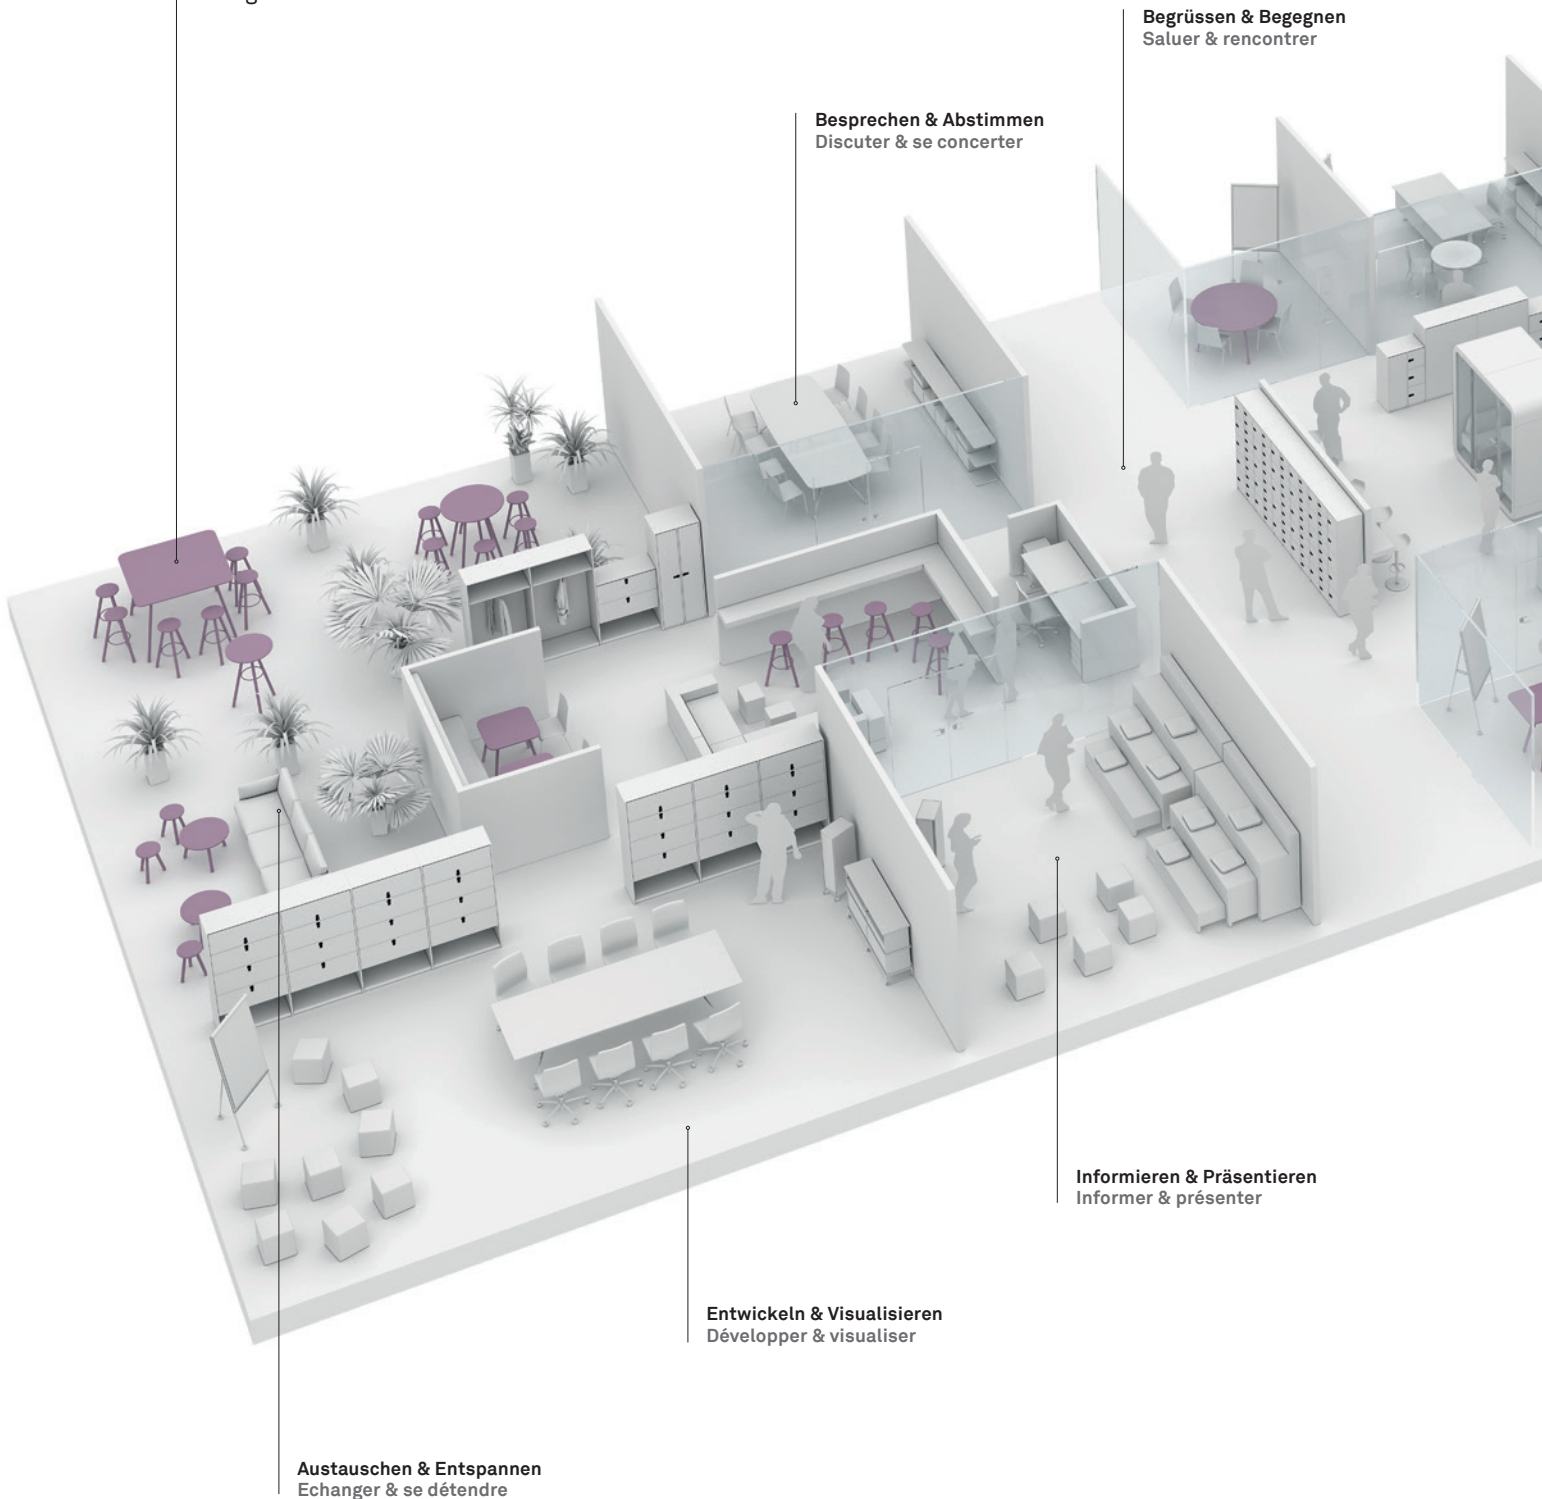 Begrüssen & Begegnen
Saluer & rencontrer
Besprechen & Abstimmen
Discuter & se concerter
Informieren & Präsentieren
Informer & présenter
Entwickeln & Visualisieren
Développer & visualiser
Austauschen & Entspannen
Echanger & se détendre